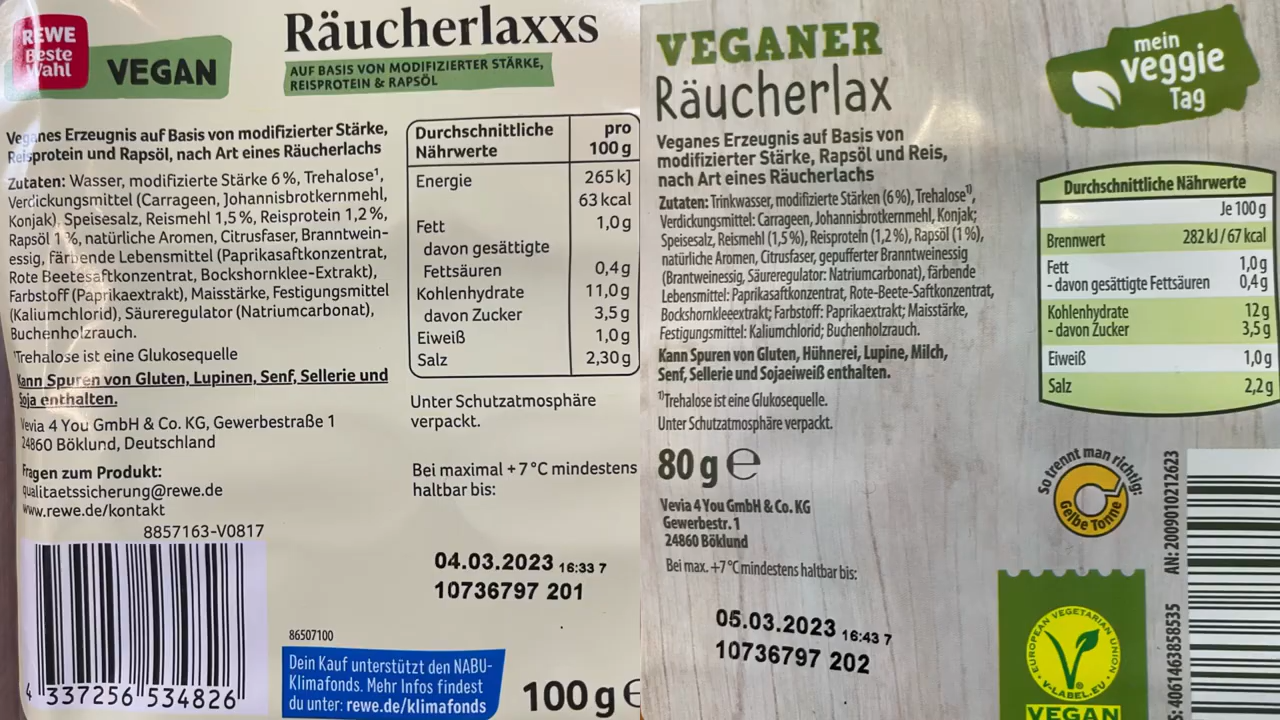 REWE
Beste
Wahl
VEGAN
Räucherlaxxs
AUF BASIS VON MODIFIZIERTER STÄRKE,
REISPROTEIN & RAPSÖL
Veganes Erzeugnis auf Basis von modifizierter Stärke,
Reisprotein und Rapsöl, nach Art eines Räucherlachs
Zutaten: Wasser, modifizierte Stärke 6 %, Trehalose¹,
Verdickungsmittel (Carrageen, Johannisbrotkernmehl,
Konjak), Speisesalz, Reismehl 1,5 %, Reisprotein 1,2 %,
Rapsöl 1 %, natürliche Aromen, Citrusfaser, Branntwein-
essig, färbende Lebensmittel (Paprikasaftkonzentrat,
Rote Beetesaftkonzentrat, Bockshornklee-Extrakt),
Farbstoff (Paprikaextrakt), Maisstärke, Festigungsmittel
(Kaliumchlorid), Säureregulator (Natriumcarbonat),
Buchenholzrauch.
¹Trehalose ist eine Glukosequelle
Kann Spuren von Gluten, Lupinen, Senf, Sellerie und
Soja enthalten.
Vevia 4 You GmbH & Co. KG, Gewerbestraße 1
24860 Böklund, Deutschland
Fragen zum Produkt:
qualitaetssicherung@rewe.de
www.rewe.de/kontakt
8857163-V0817
4 337256 534826
Durchschnittliche Nährwerte pro 100 g
Energie 265 kJ
63 kcal
Fett 1,0 g
davon gesättigte
Fettsäuren 0,4 g
Kohlenhydrate 11,0 g
davon Zucker 3,5 g
Eiweiß 1,0 g
Salz 2,30 g
Unter Schutzatmosphäre
verpackt.
Bei maximal +7 °C mindestens
haltbar bis:
04.03.2023 16:33 7
10736797 201
86507100
Dein Kauf unterstützt den NABU-
Klimafonds. Mehr Infos findest
du unter: rewe.de/klimafonds
100 g e
VEGANER
Räucherlax
Veganes Erzeugnis auf Basis von
modifizierter Stärke, Rapsöl und Reis,
nach Art eines Räucherlachs
Zutaten: Trinkwasser, modifizierte Stärken (6 %), Trehalose¹⁾,
Verdickungsmittel: Carrageen, Johannisbrotkernmehl, Konjak;
Speisesalz, Reismehl (1,5 %), Reisprotein (1,2 %), Rapsöl (1 %),
natürliche Aromen, Citrusfaser, gepufferter Branntweinessig
(Brantweinessig, Säureregulator: Natriumcarbonat), färbende
Lebensmittel: Paprikasaftkonzentrat, Rote-Beete-Saftkonzentrat,
Bockshornkleeextrakt; Farbstoff: Paprikaextrakt; Maisstärke,
Festigungsmittel: Kaliumchlorid; Buchenholzrauch.
Kann Spuren von Gluten, Hühnerei, Lupine, Milch,
Senf, Sellerie und Sojaeiweiß enthalten.
¹⁾Trehalose ist eine Glukosequelle.
Unter Schutzatmosphäre verpackt.
80 g e
Vevia 4 You GmbH & Co. KG
Gewerbestr. 1
24860 Böklund
Bei max. +7 °C mindestens haltbar bis:
05.03.2023 16:43 7
10736797 202
mein
veggie
Tag
Durchschnittliche Nährwerte
Je 100 g
Brennwert 282 kJ / 67 kcal
Fett 1,0 g
- davon gesättigte Fettsäuren 0,4 g
Kohlenhydrate 12 g
- davon Zucker 3,5 g
Eiweiß 1,0 g
Salz 2,2 g
So trennt man richtig:
Gelbe Tonne
EUROPEAN VEGETARIAN UNION
V-LABEL.EU
VEGAN
AN: 2009010212623
S: 4061463858535